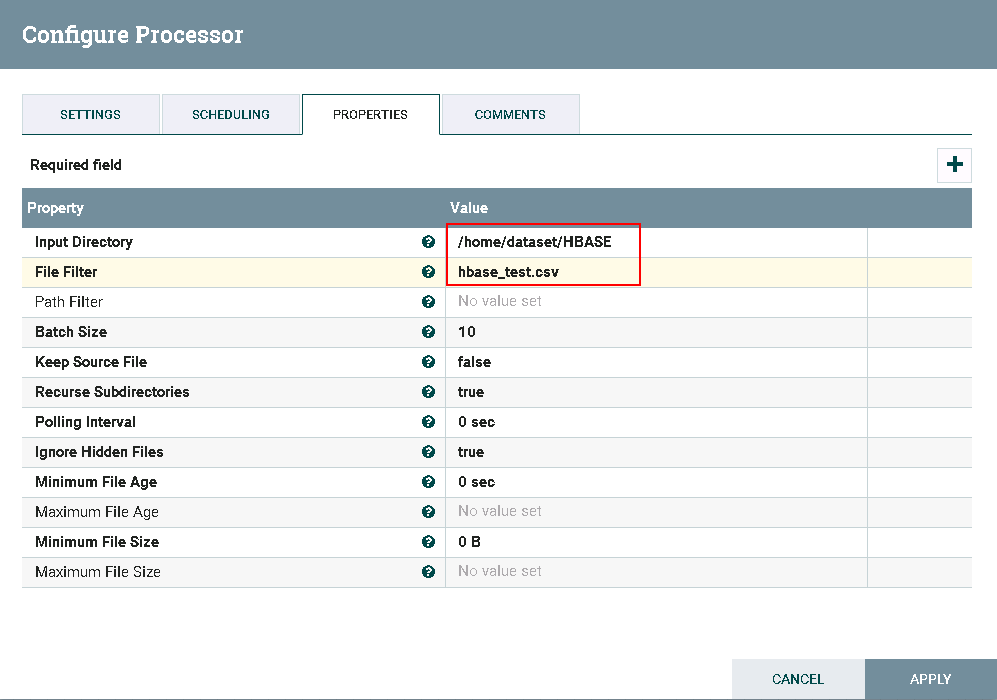 Configure Processor
SETTINGS SCHEDULING PROPERTIES COMMENTS
Required field
Property Value
Input Directory /home/dataset/HBASE
File Filter hbase_test.csv
Path Filter No value set
Batch Size 10
Keep Source File false
Recurse Subdirectories true
Polling Interval 0 sec
Ignore Hidden Files true
Minimum File Age 0 sec
Maximum File Age No value set
Minimum File Size 0 B
Maximum File Size No value set
CANCEL APPLY